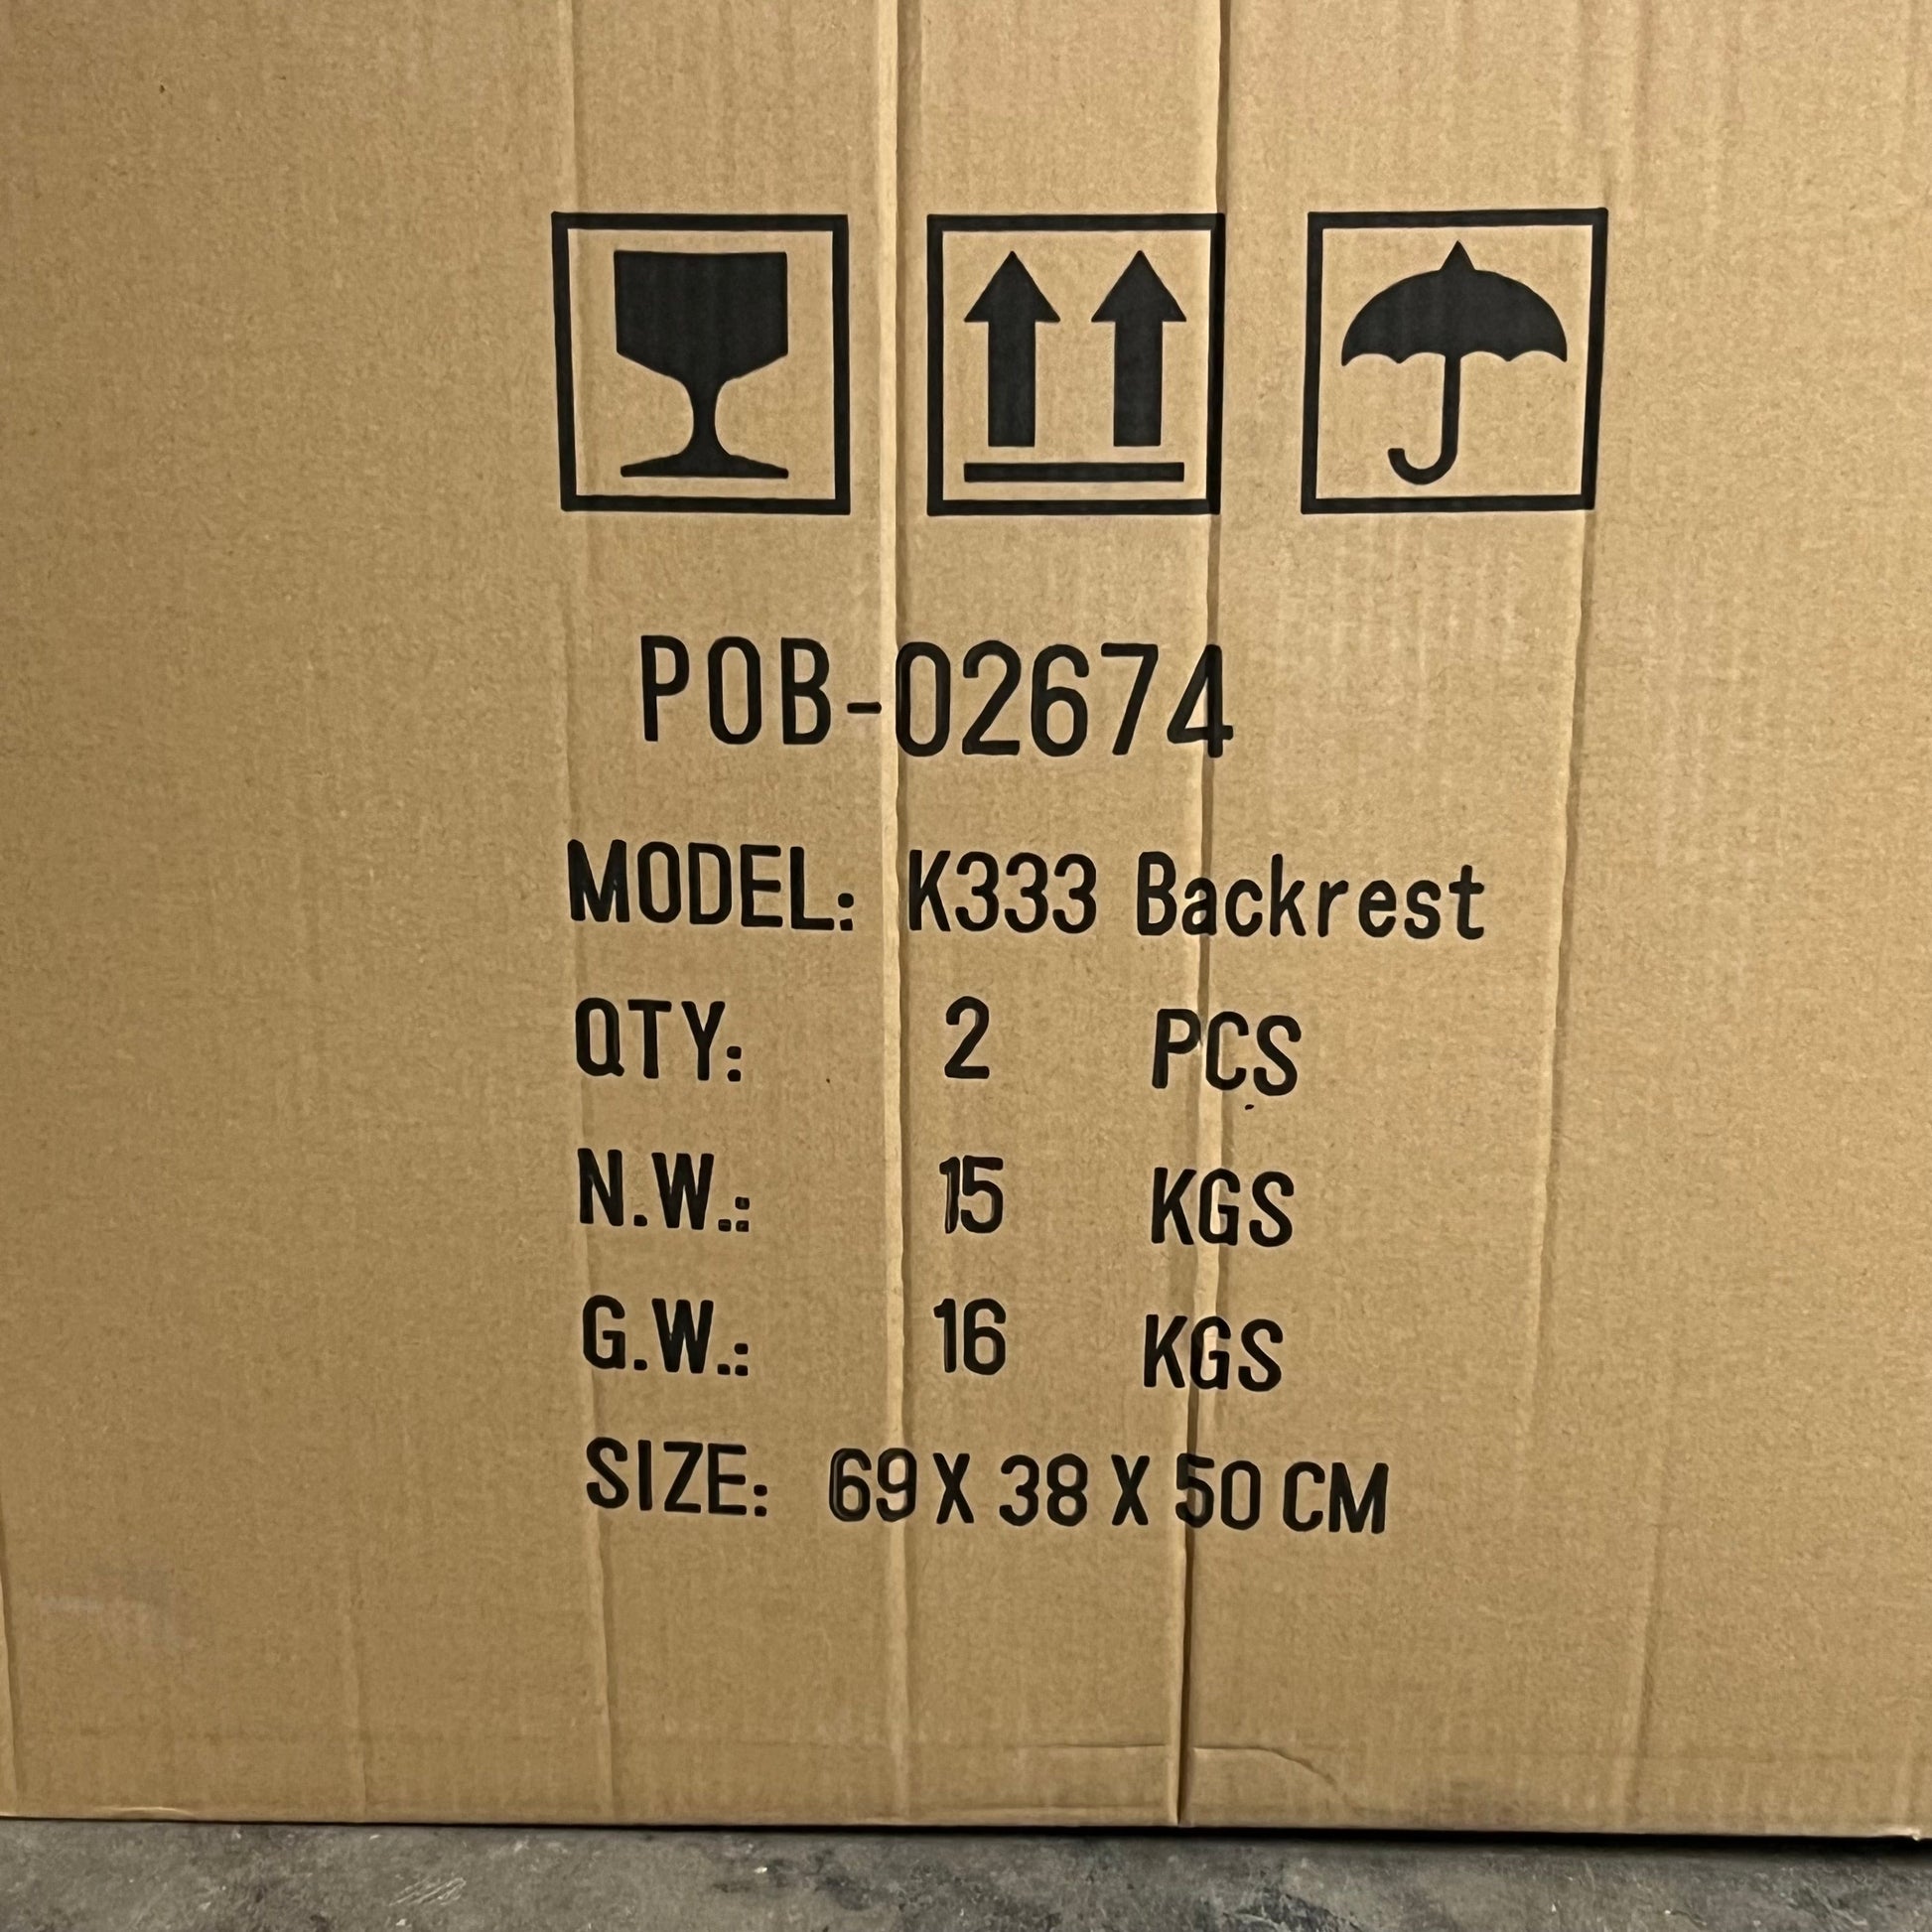 POB-02674
MODEL: K333 Backrest
QTY: 2 PCS
N.W.: 15 KGS
G.W.: 16 KGS
SIZE: 69 X 38 X 50 CM